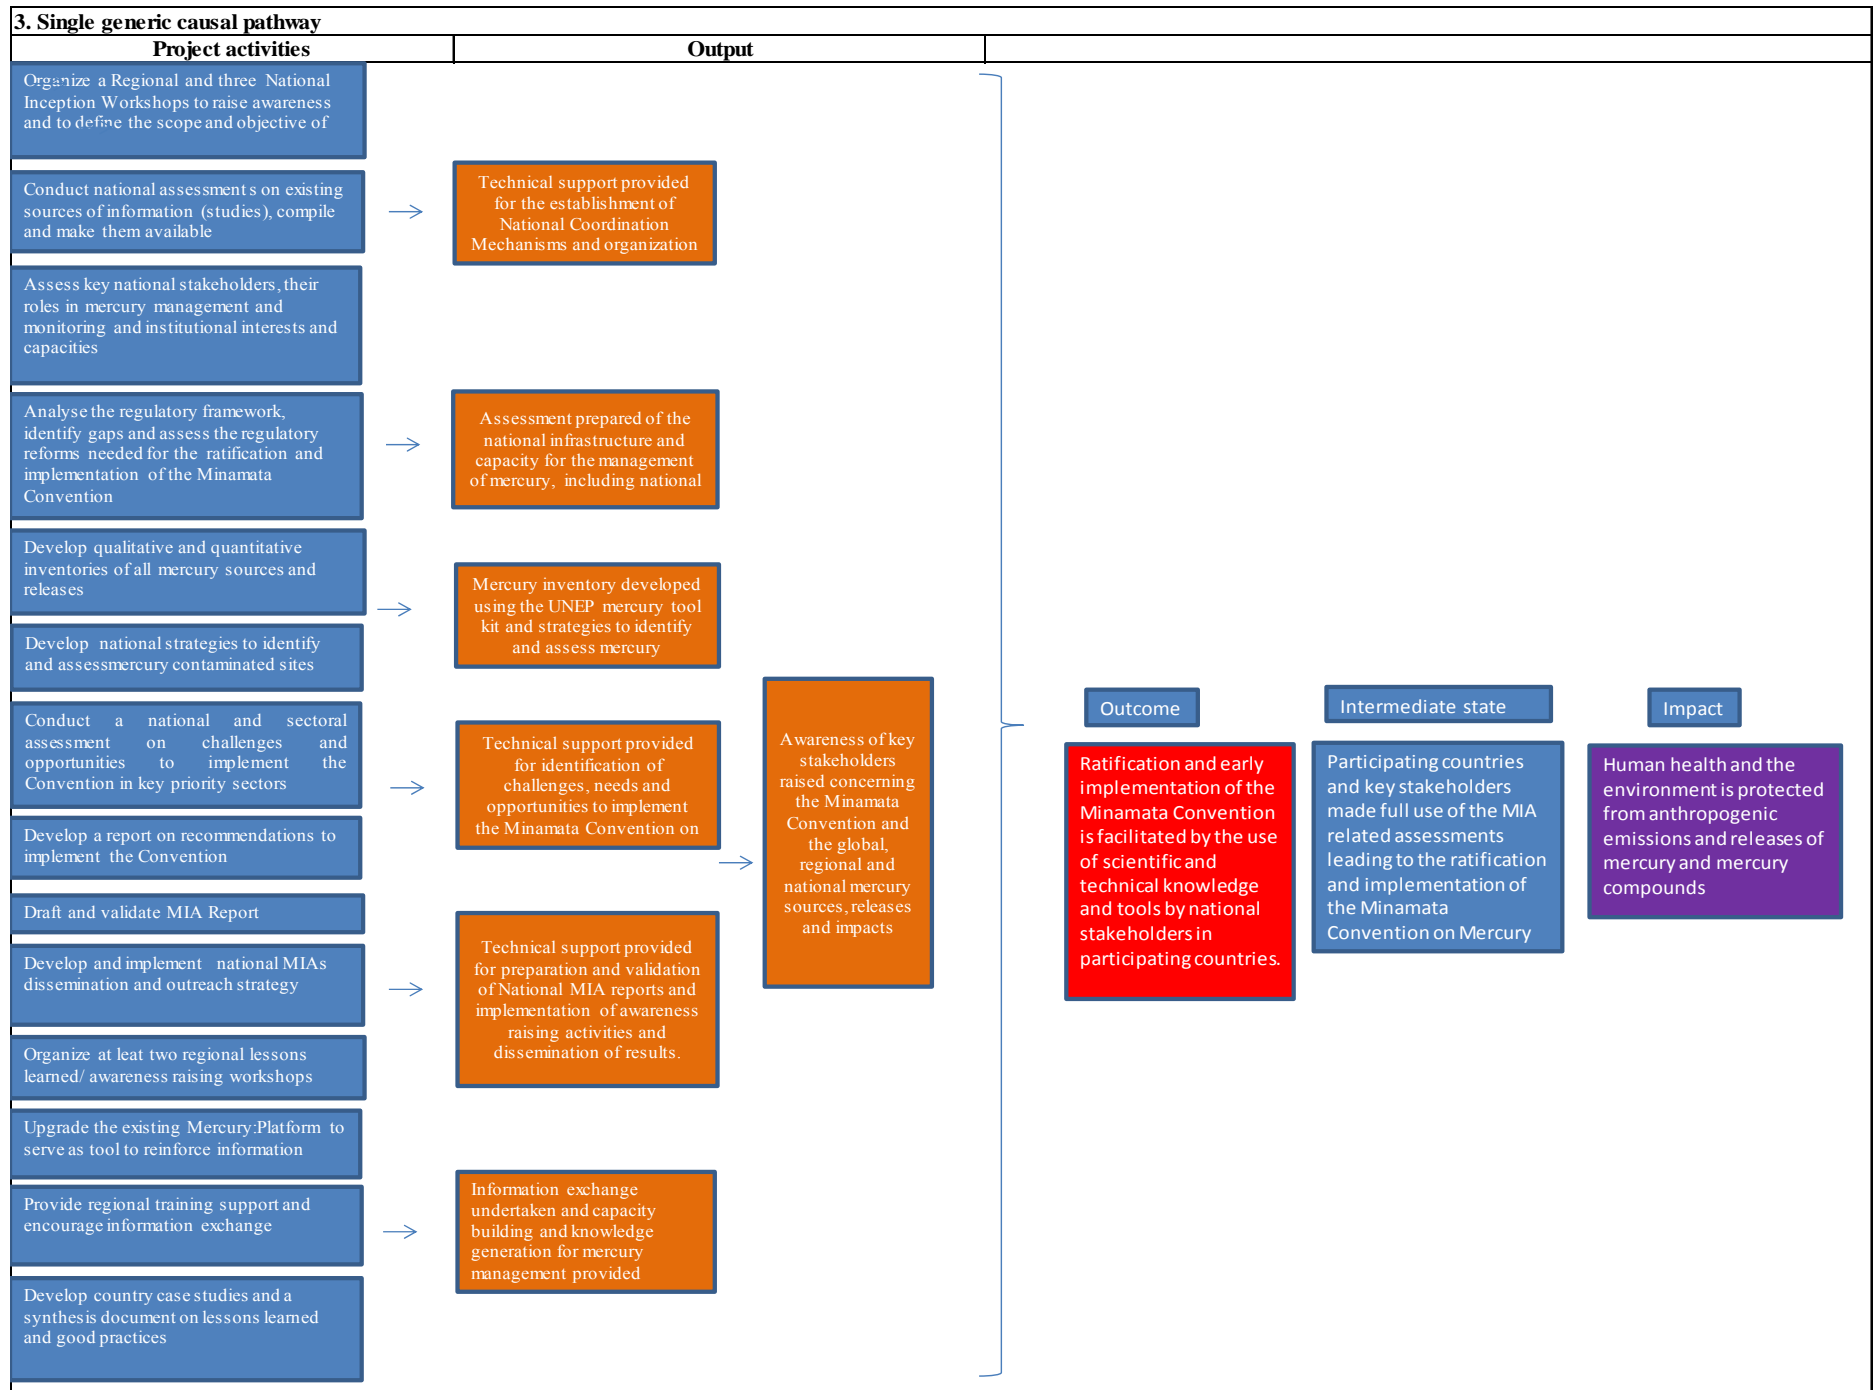 3. Single generic causal pathway
Project activities
Output
Organize a Regional and three National
Inception Workshops to raise awareness
and to define the scope and objective of
Conduct national assessments on existing
sources of information (studies), compile
and make them available
Assess key national stakeholders, their
roles in mercury management and
monitoring and institutional interests and
capacities
Analyse the regulatory framework,
identify gaps and assess the regulatory
reforms needed for the ratification and
implementation of the Minamata
Convention
Develop qualitative and quantitative
inventories of all mercury sources and
releases
Develop national strategies to identify
and assessmercury contaminated sites
Conduct a national and sectoral
assessment on challenges and
opportunities to implement the
Convention in key priority sectors
Develop a report on recommendations to
implement the Convention
Draft and validate MIA Report
Develop and implement national MIAs
dissemination and outreach strategy
Organize at leat two regional lessons
learned/ awareness raising workshops
Upgrade the existing Mercury:Platform to
serve as tool to reinforce information
Provide regional training support and
encourage information exchange
Develop country case studies and a
synthesis document on lessons learned
and good practices
Technical support provided
for the establishment of
National Coordination
Mechanisms and organization
Assessment prepared of the
national infrastructure and
capacity for the management
of mercury, including national
Mercury inventory developed
using the UNEP mercury tool
kit and strategies to identify
and assess mercury
Technical support provided
for identification of
challenges, needs and
opportunities to implement
the Minamata Convention on
Technical support provided
for preparation and validation
of National MIA reports and
implementation of awareness
raising activities and
dissemination of results.
Information exchange
undertaken and capacity
building and knowledge
generation for mercury
management provided
Awareness of key
stakeholders
raised concerning
the Minamata
Convention and
the global,
regional and
national mercury
sources, releases
and impacts
Outcome
Ratification and early
implementation of the
Minamata Convention
is facilitated by the use
of scientific and
technical knowledge
and tools by national
stakeholders in
participating countries.
Intermediate state
Participating countries
and key stakeholders
made full use of the MIA
related assessments
leading to the ratification
and implementation of
the Minamata
Convention on Mercury
Impact
Human health and the
environment is protected
from anthropogenic
emissions and releases of
mercury and mercury
compounds